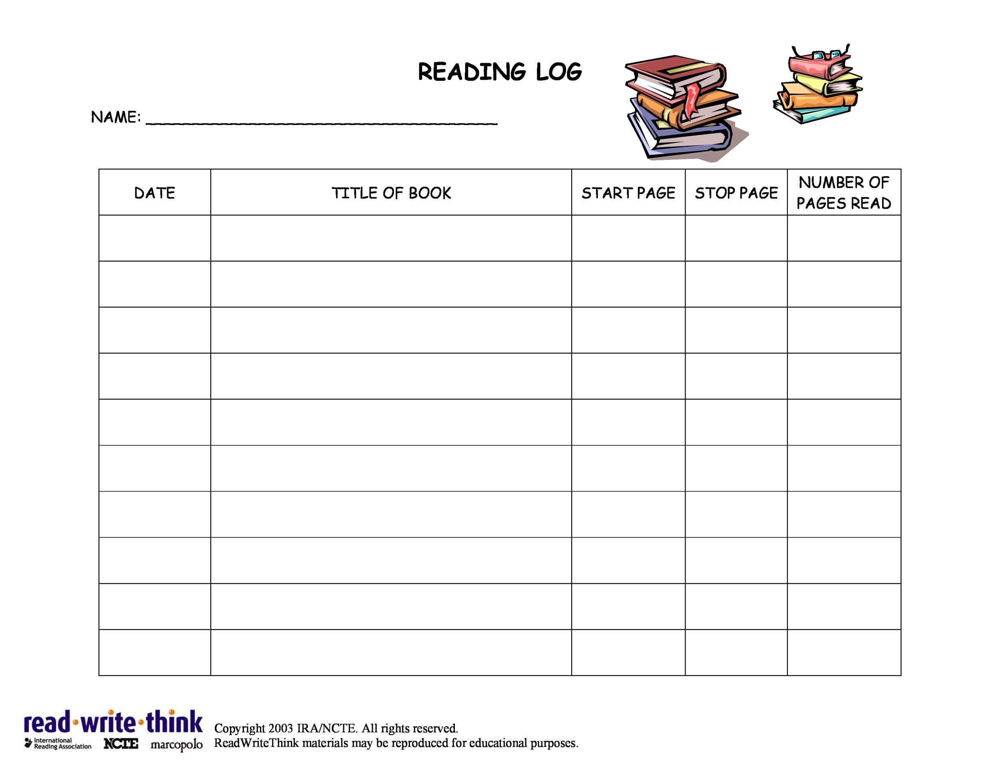 READING LOG
NAME: ______________________________________
DATE
TITLE OF BOOK
START PAGE
STOP PAGE
NUMBER OF
PAGES READ
read·write·think
International
Reading Association
NCTE
marcopolo
Copyright 2003 IRA/NCTE. All rights reserved.
ReadWriteThink materials may be reproduced for educational purposes.